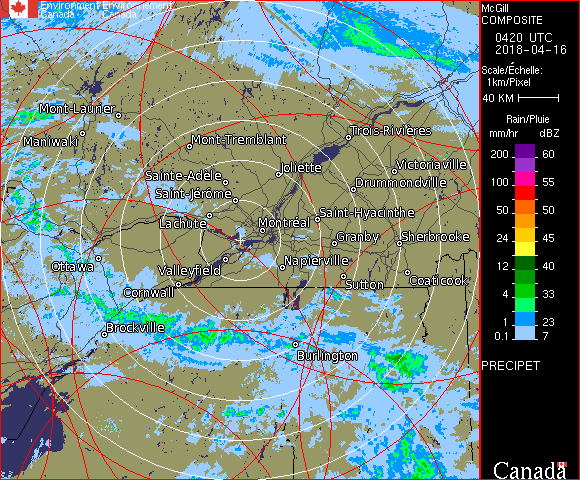 Environment Environnement
Canada Canada
Mont-Laurier
Maniwaki
Mont-Tremblant
Trois-Rivières
Joliette
Victoriaville
Sainte-Adèle
Drummondville
Saint-Jérôme
Lachute
Saint-Hyacinthe
Montréal
Granby
Sherbrooke
Ottawa
Valleyfield
Napierville
Cornwall
Sutton
Coaticook
Brockville
Burlington
McGill
COMPOSITE
0420 UTC
2018-04-16
Scale/Échelle:
1km/Pixel
40 KM
Rain/Pluie
mm/hr dBZ
200 60
100 55
50 50
24 45
12 40
4 33
2 23
0.1 7
PRECIPET
Canada